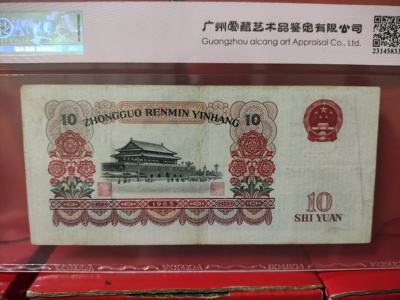 广州爱藏艺术品鉴定有限公司
Guangzhou aicang art Appraisal Co., Ltd.
10
ZHONGGUO RENMIN YINHANG
10
1965
10
SHI YUAN